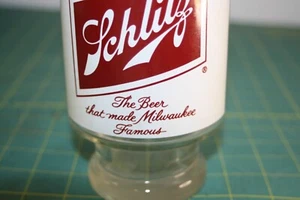 Schlitz
®
The Beer
that made Milwaukee
Famous